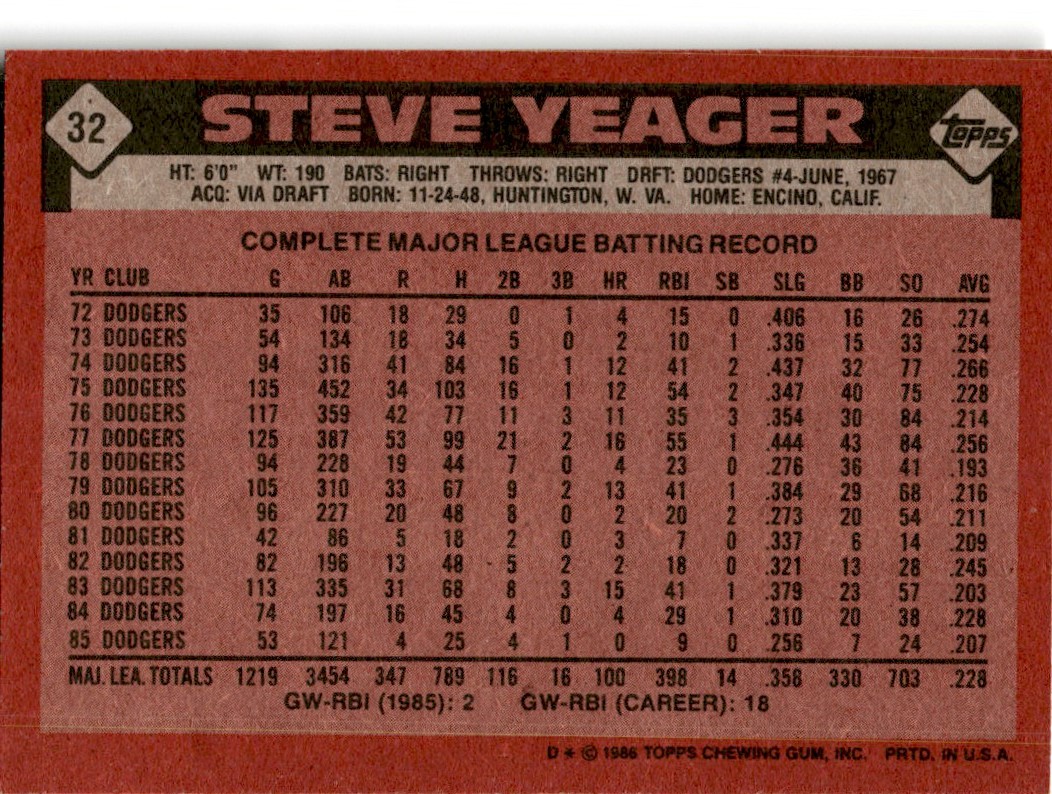 32 STEVE YEAGER TOPPS
HT: 6'0" WT: 190 BATS: RIGHT THROWS: RIGHT DRFT: DODGERS #4-JUNE, 1967
ACQ: VIA DRAFT BORN: 11-24-48, HUNTINGTON, W. VA. HOME: ENCINO, CALIF.
COMPLETE MAJOR LEAGUE BATTING RECORD
YR CLUB G AB R H 2B 3B HR RBI SB SLG BB SO AVG
72 DODGERS 35 106 18 29 0 1 4 15 0 .406 16 26 .274
73 DODGERS 54 134 18 34 5 0 2 10 1 .336 15 33 .254
74 DODGERS 94 316 41 84 16 1 12 41 2 .437 32 77 .266
75 DODGERS 135 452 34 103 16 1 12 54 2 .347 40 75 .228
76 DODGERS 117 359 42 77 11 3 11 35 3 .354 30 84 .214
77 DODGERS 125 387 53 99 21 2 16 55 1 .444 43 84 .256
78 DODGERS 94 228 19 44 7 0 4 23 0 .276 36 41 .193
79 DODGERS 105 310 33 67 9 2 13 41 1 .384 29 68 .216
80 DODGERS 96 227 20 48 8 0 2 20 2 .273 20 54 .211
81 DODGERS 42 86 5 18 2 0 3 7 0 .337 6 14 .209
82 DODGERS 82 196 13 48 5 2 2 18 0 .321 13 28 .245
83 DODGERS 113 335 31 68 8 3 15 41 1 .379 23 57 .203
84 DODGERS 74 197 16 45 4 0 4 29 1 .310 20 38 .228
85 DODGERS 53 121 4 25 4 1 0 9 0 .256 7 24 .207
MAJ. LEA. TOTALS 1219 3454 347 789 116 16 100 398 14 .358 330 703 .228
GW-RBI (1985): 2 GW-RBI (CAREER): 18
D * © 1986 TOPPS CHEWING GUM, INC. PRTD. IN U.S.A.